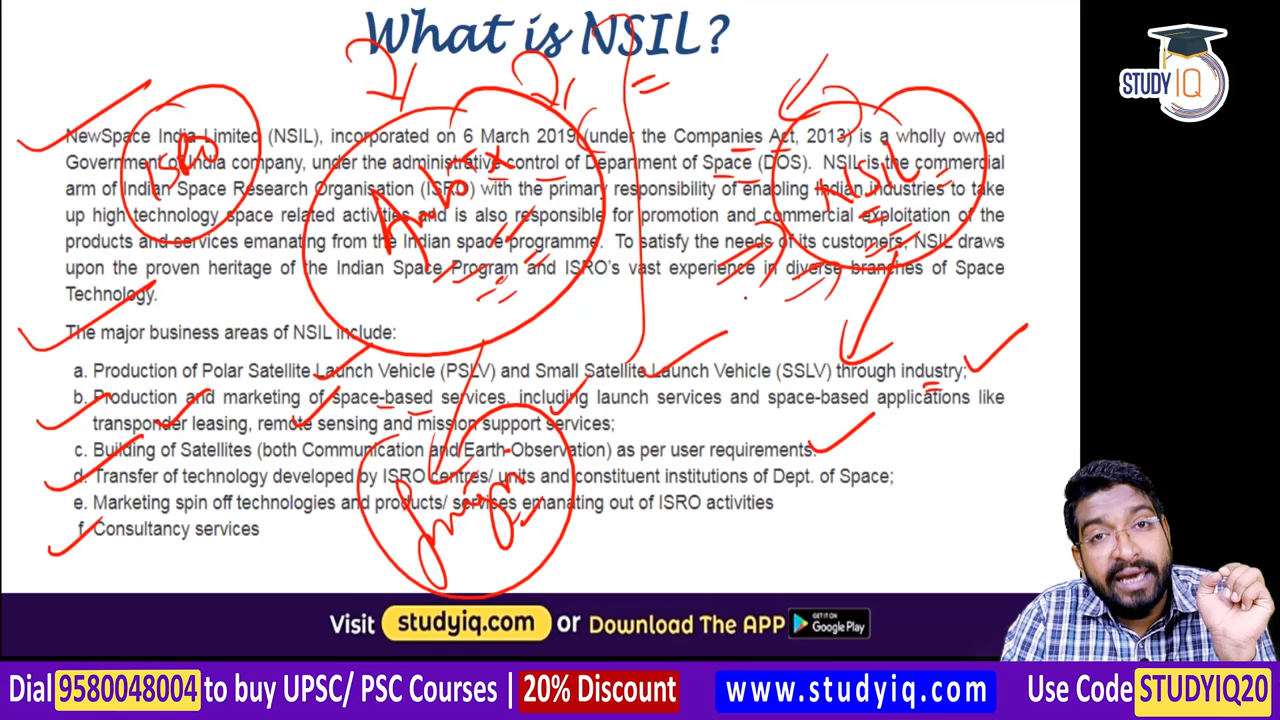 What is NSIL?
STUDY IQ
NewSpace India Limited (NSIL), incorporated on 6 March 2019 (under the Companies Act, 2013) is a wholly owned
Government of India company, under the administrative control of Department of Space (DOS). NSIL is the commercial
arm of Indian Space Research Organisation (ISRO) with the primary responsibility of enabling Indian industries to take
up high technology space related activities and is also responsible for promotion and commercial exploitation of the
products and services emanating from the Indian space programme. To satisfy the needs of its customers, NSIL draws
upon the proven heritage of the Indian Space Program and ISRO's vast experience in diverse branches of Space
Technology.
ISRO
Antrix
NSIL
The major business areas of NSIL include:
a. Production of Polar Satellite Launch Vehicle (PSLV) and Small Satellite Launch Vehicle (SSLV) through industry;
b. Production and marketing of space-based services, including launch services and space-based applications like
transponder leasing, remote sensing and mission support services;
c. Building of Satellites (both Communication and Earth Observation) as per user requirements.
d. Transfer of technology developed by ISRO centres/ units and constituent institutions of Dept. of Space;
e. Marketing spin off technologies and products/ services emanating out of ISRO activities
f. Consultancy services
Visit studyiq.com or Download The APP GET IT ON Google Play
Dial 9580048004 to buy UPSC/ PSC Courses | 20% Discount www.studyiq.com Use Code STUDYIQ20